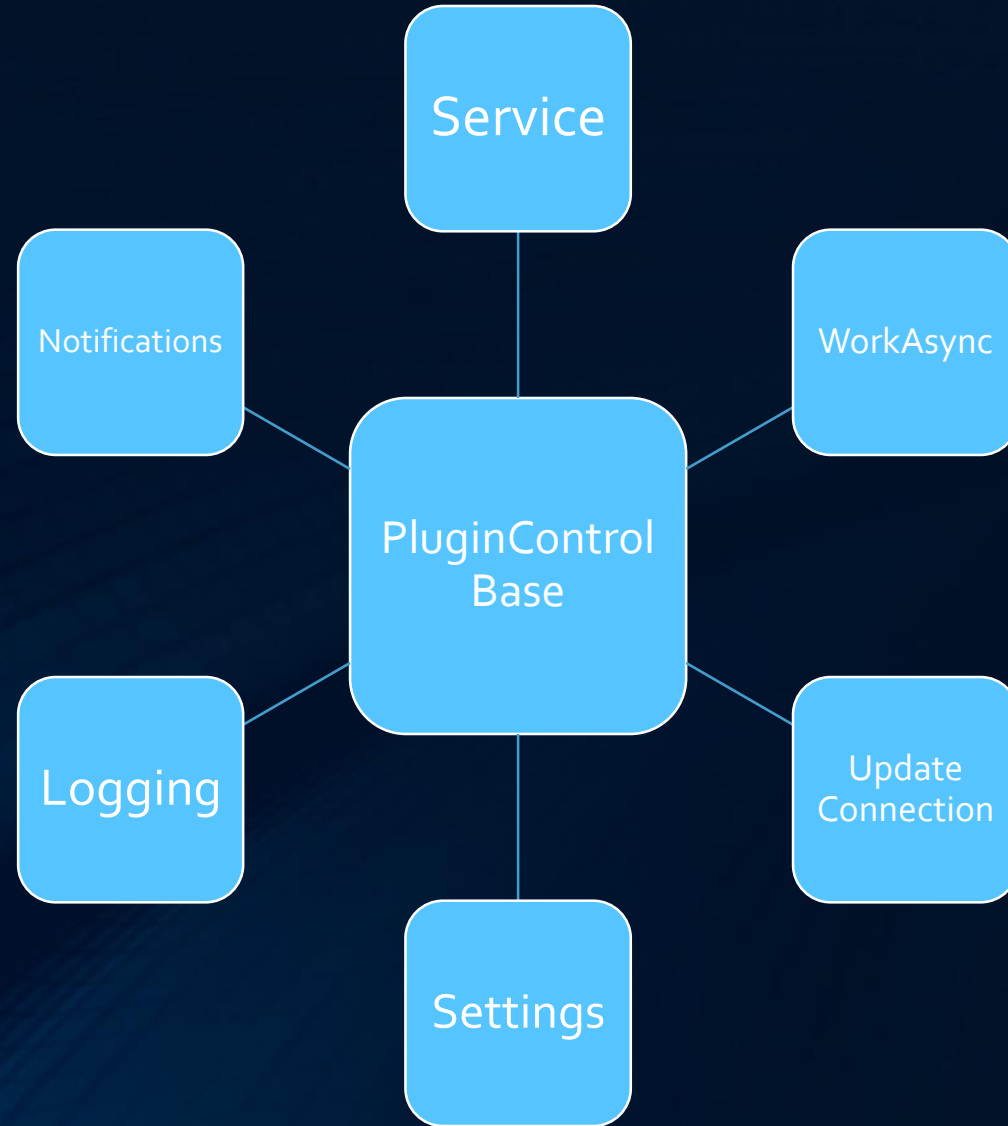 Service
Notifications
WorkAsync
PluginControl
Base
Logging
Update
Connection
Settings